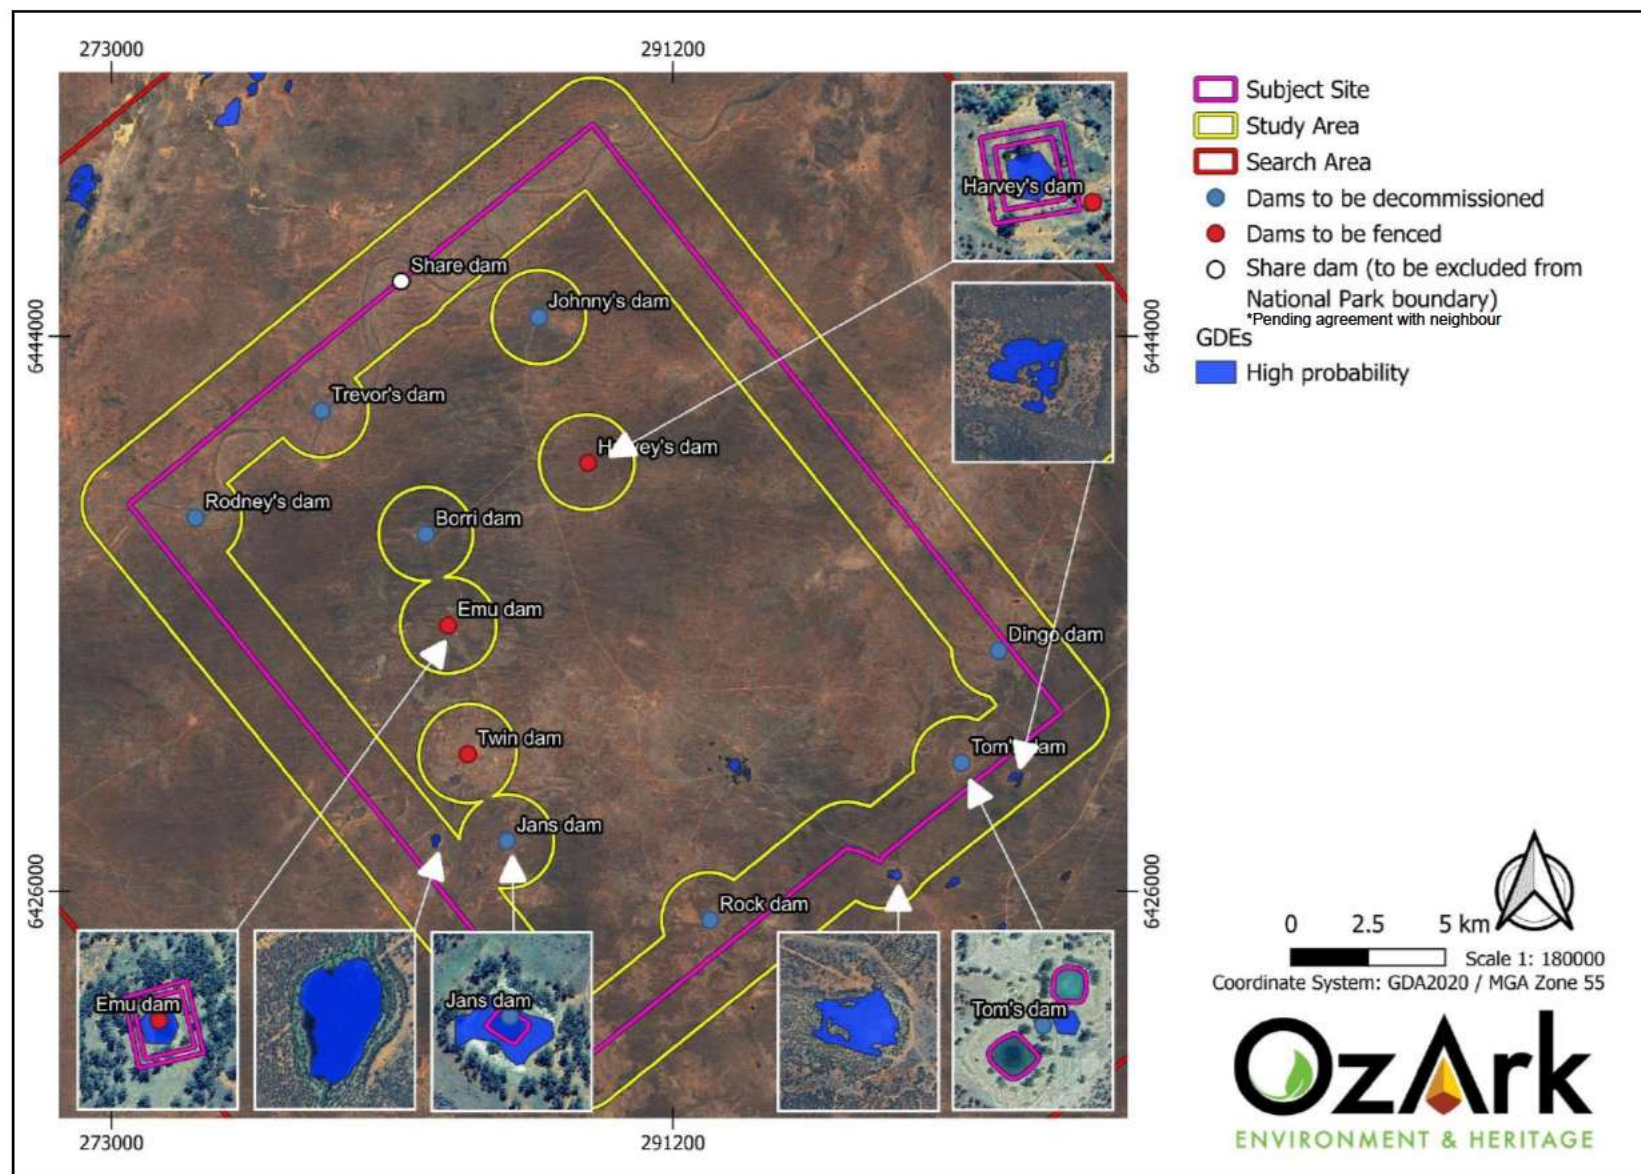 273000
291200
Harvey's dam
Share dam
Johnny's dam
6444000
6444000
Trevor's dam
Harvey's dam
Rodney's dam
Borri dam
Emu dam
Dingo dam
Twin dam
Tom's dam
Jans dam
6426000
Rock dam
6426000
Emu dam
Jans dam
Tom's dam
273000
291200
Subject Site
Study Area
Search Area
Dams to be decommissioned
Dams to be fenced
Share dam (to be excluded from
National Park boundary)
*Pending agreement with neighbour
GDEs
High probability
0 2.5 5 km
Scale 1: 180000
Coordinate System: GDA2020 / MGA Zone 55
OzArk
ENVIRONMENT & HERITAGE